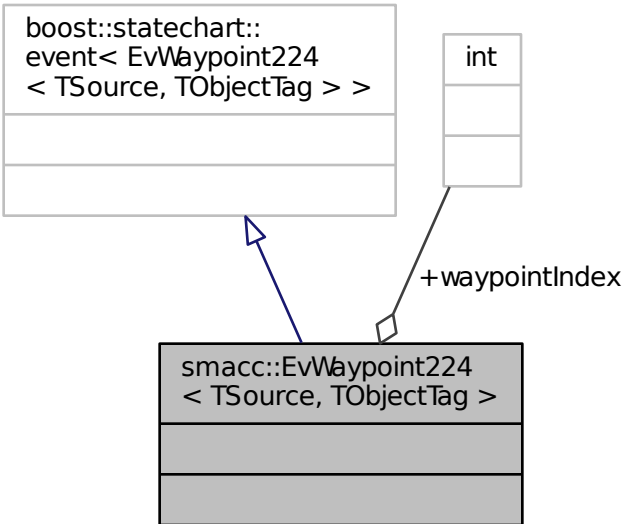 boost::statechart::
event< EvWaypoint224
< TSource, TObjectTag > >
int
+waypointIndex
smacc::EvWaypoint224
< TSource, TObjectTag >